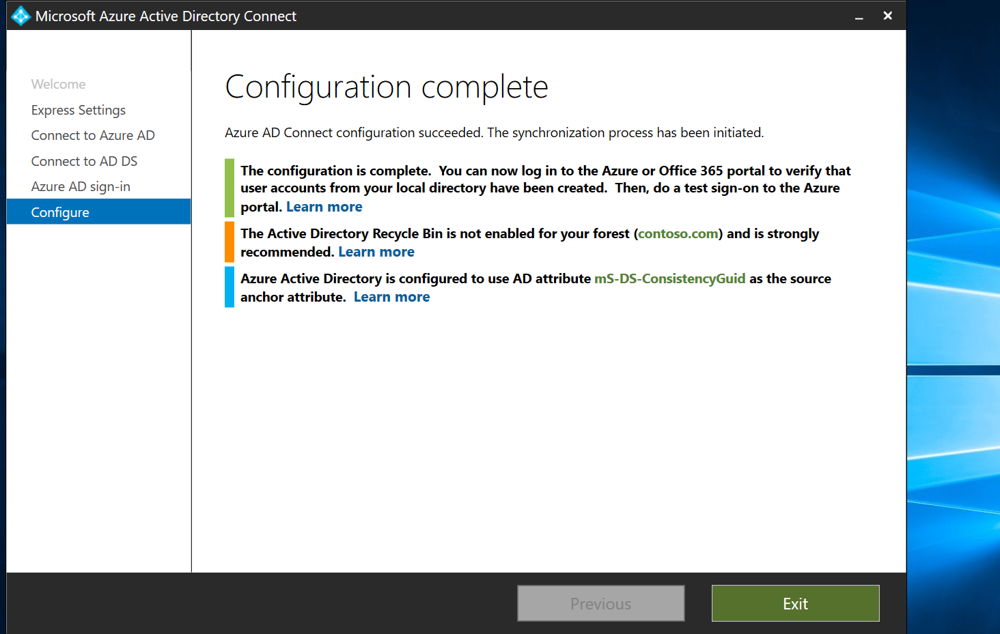 Microsoft Azure Active Directory Connect
Welcome
Express Settings
Connect to Azure AD
Connect to AD DS
Azure AD sign-in
Configure
Configuration complete
Azure AD Connect configuration succeeded. The synchronization process has been initiated.
The configuration is complete.  You can now log in to the Azure or Office 365 portal to verify that
user accounts from your local directory have been created.  Then, do a test sign-on to the Azure
portal. Learn more
The Active Directory Recycle Bin is not enabled for your forest (contoso.com) and is strongly
recommended. Learn more
Azure Active Directory is configured to use AD attribute mS-DS-ConsistencyGuid as the source
anchor attribute.  Learn more
Previous
Exit